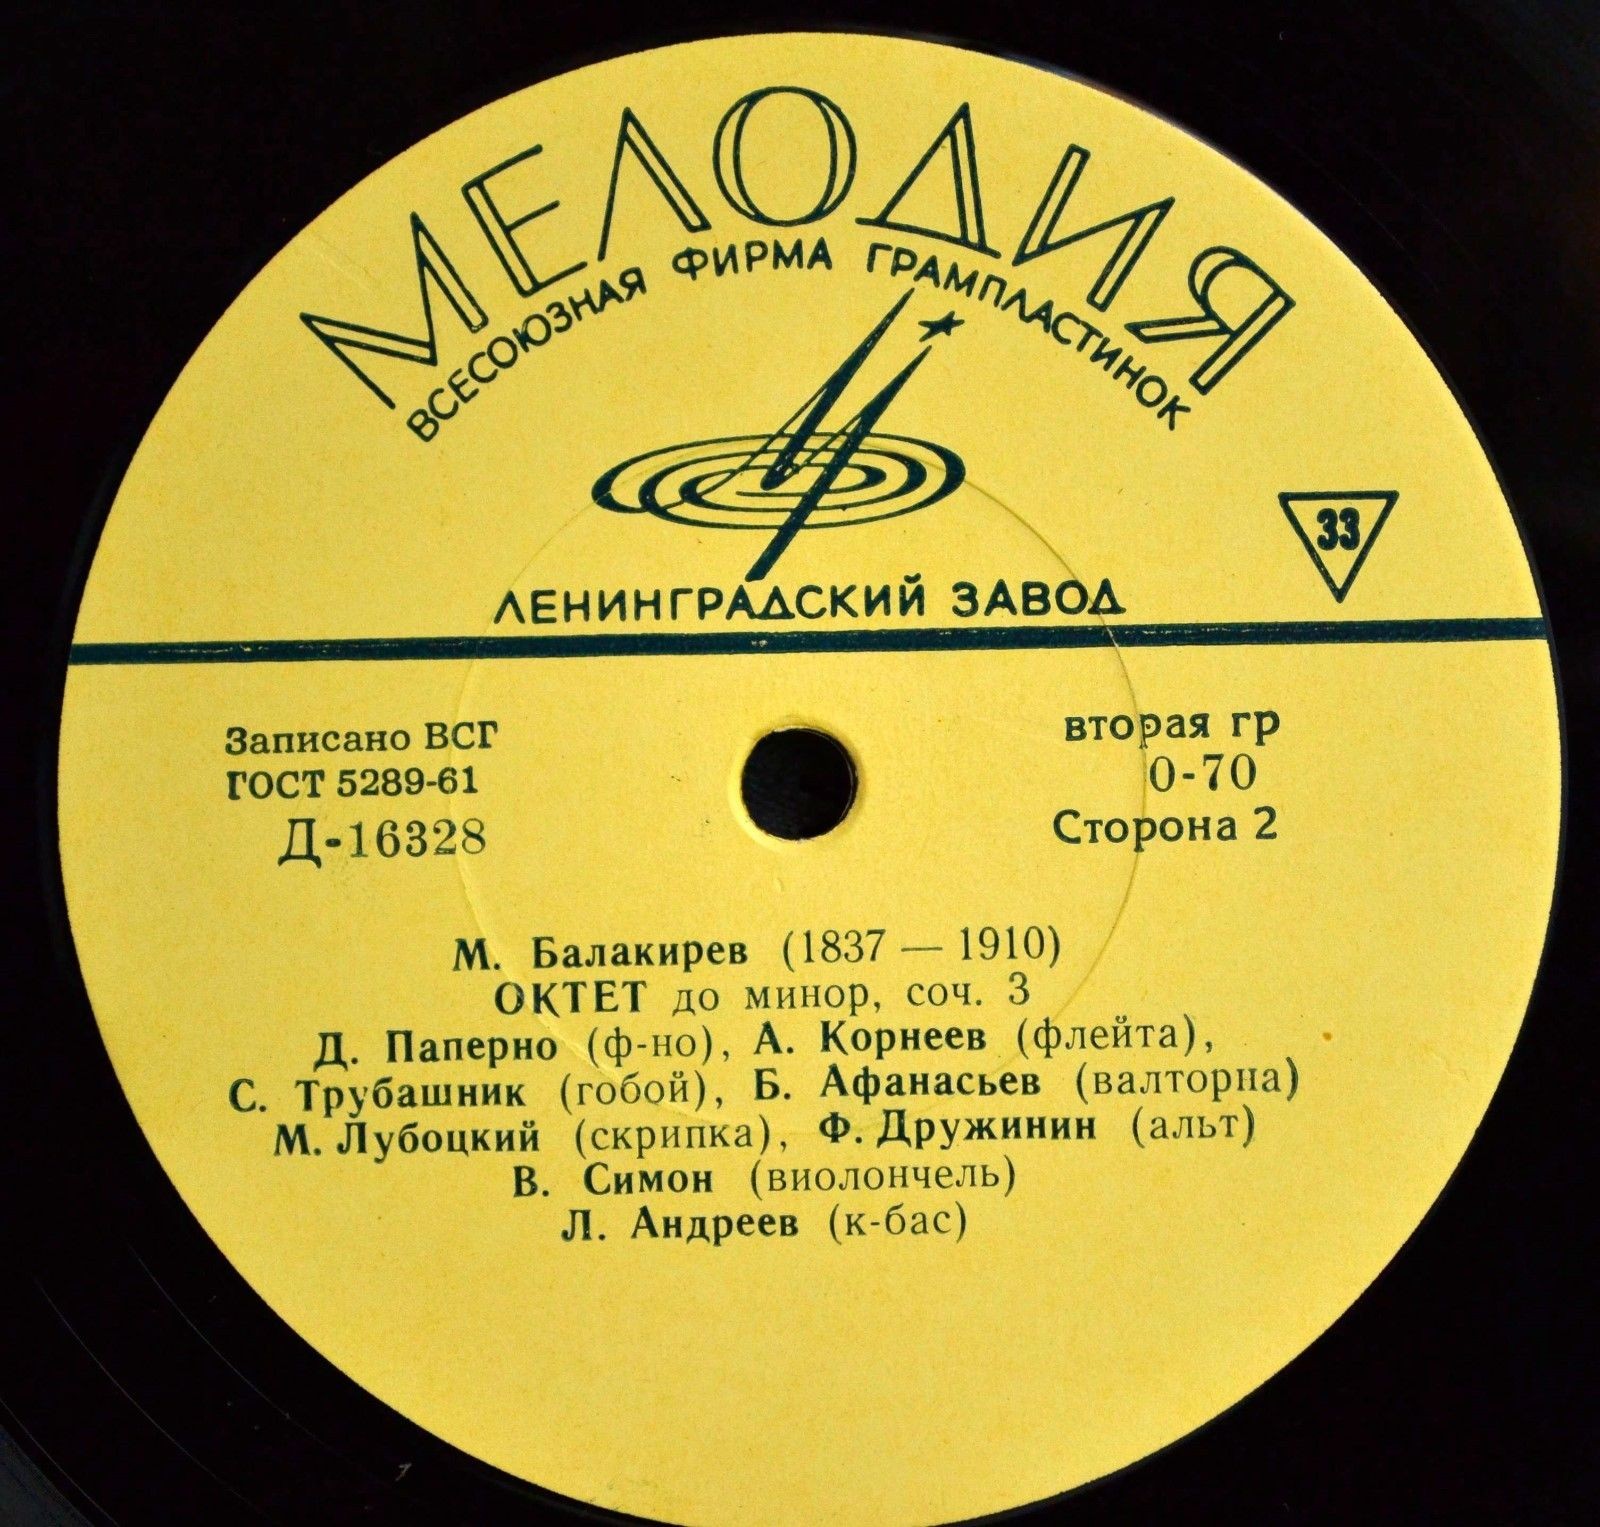 МЕЛОДИЯ
ВСЕСОЮЗНАЯ ФИРМА ГРАМПЛАСТИНОК
33
ЛЕНИНГРАДСКИЙ ЗАВОД
Записано ВСГ
ГОСТ 5289-61
Д-16328
вторая гр
0-70
Сторона 2
М. Балакирев (1837 — 1910)
ОКТЕТ до минор, соч. 3
Д. Паперно (ф-но), А. Корнеев (флейта),
С. Трубашник (гобой), Б. Афанасьев (валторна)
М. Лубоцкий (скрипка), Ф. Дружинин (альт)
В. Симон (виолончель)
Л. Андреев (к-бас)